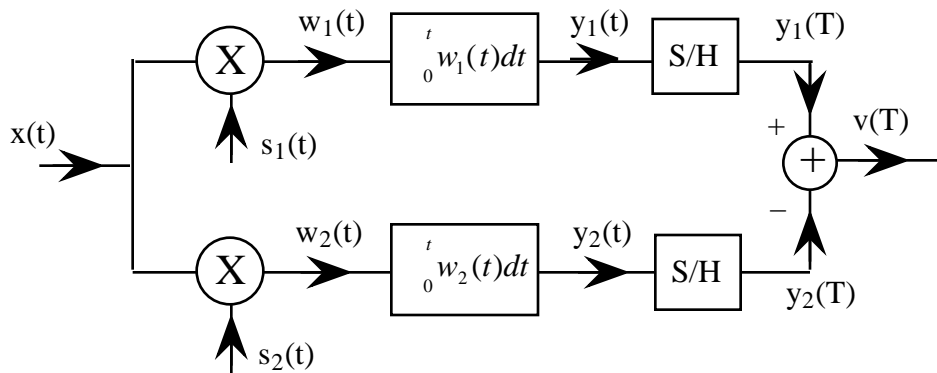 w₁(t)
y₁(t)
y₁(T)
X
t
0 w₁(t)dt
S/H
x(t)
s₁(t)
+
+
v(T)
−
w₂(t)
y₂(t)
X
t
0 w₂(t)dt
S/H
y₂(T)
s₂(t)